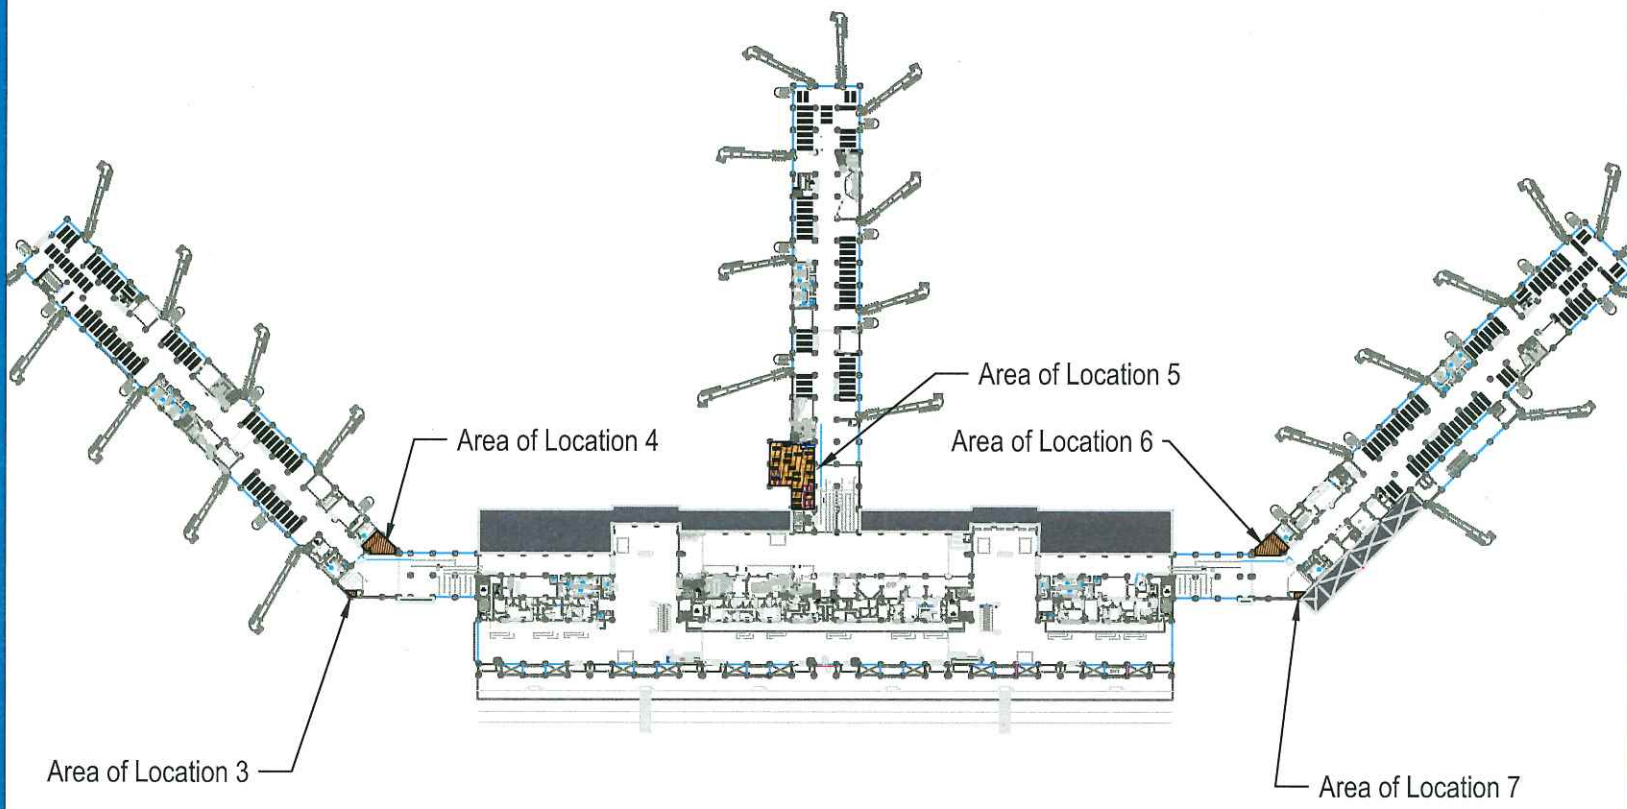 Area of Location 5
Area of Location 4
Area of Location 6
Area of Location 3
Area of Location 7